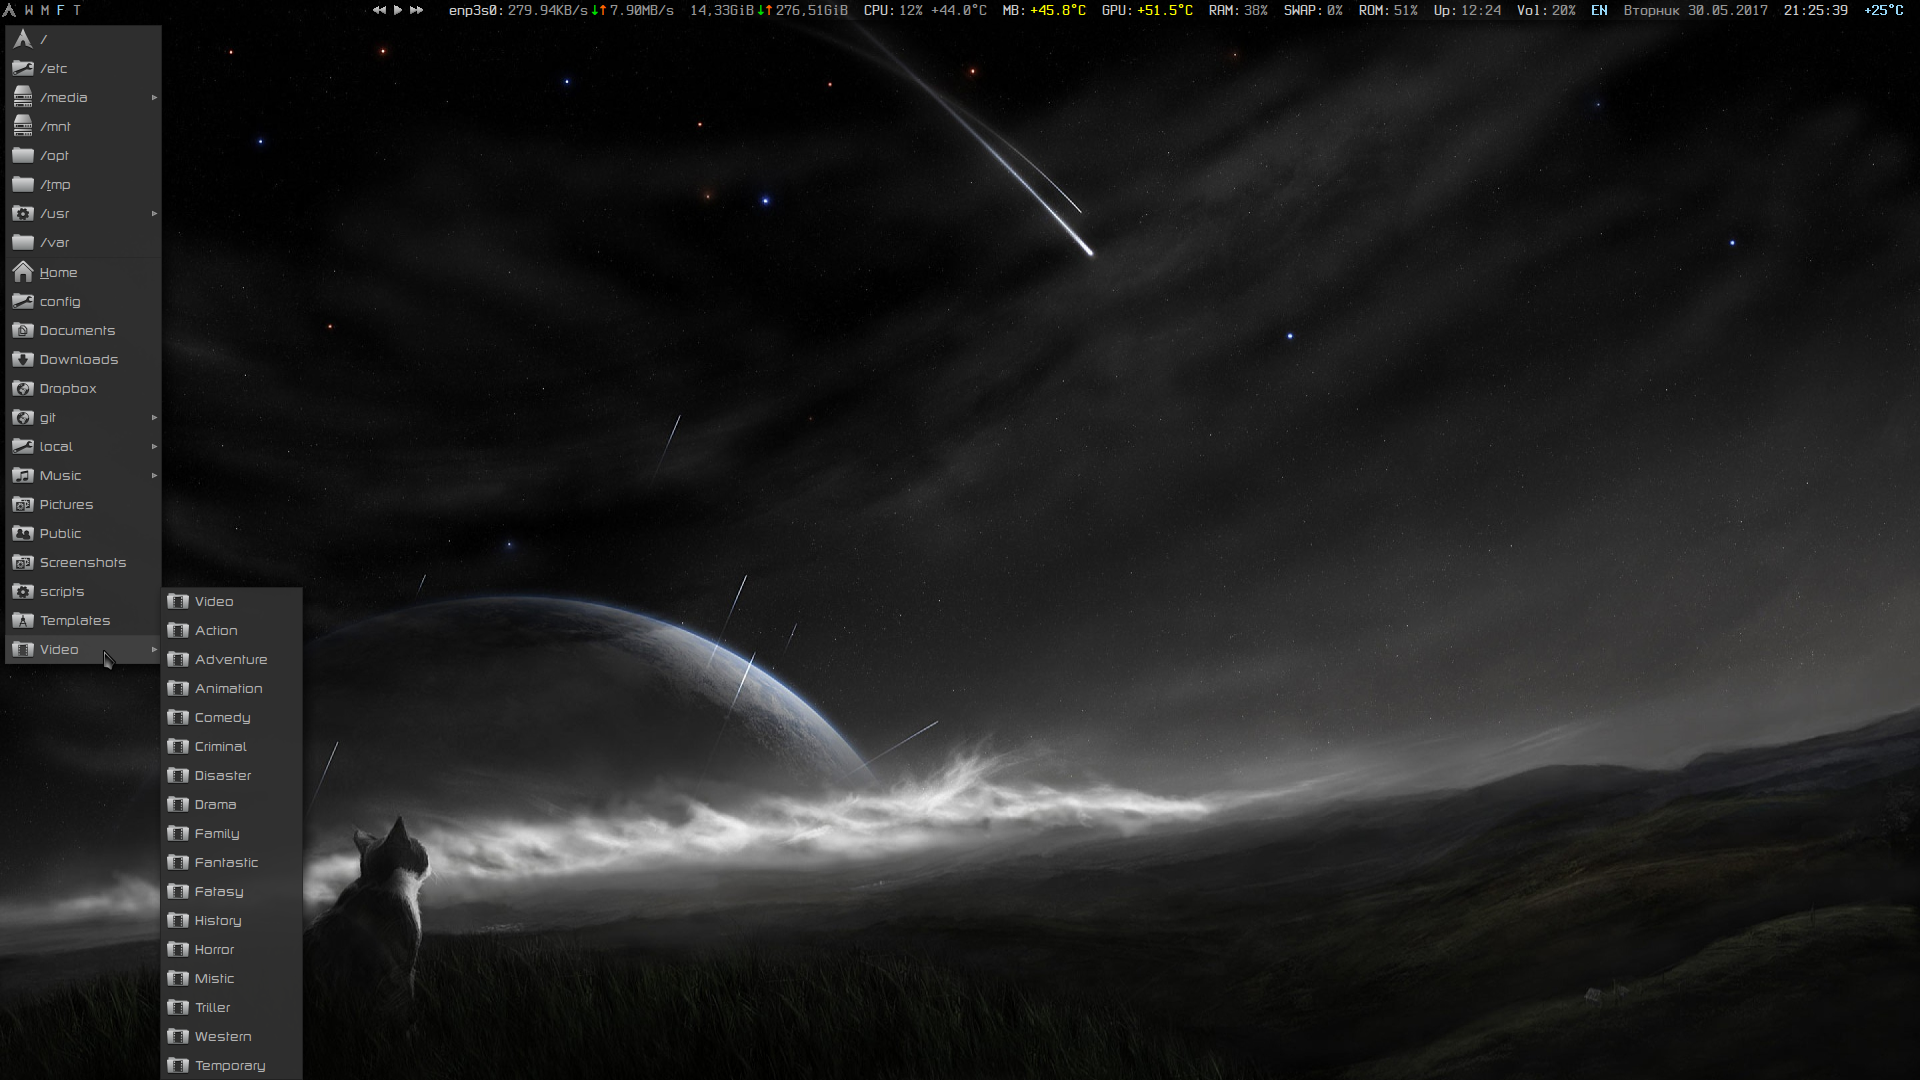 W M F T
enp3s0: 279.94KB/s↓↑7.90MB/s 14,33GiB↓↑276,51GiB CPU: 12% +44.0°C MB: +45.8°C GPU: +51.5°C RAM: 38% SWAP: 0% ROM: 51% Up: 12:24 Vol: 20% EN Вторник 30.05.2017 21:25:39 +25°C
/
/etc
/media
/mnt
/opt
/tmp
/usr
/var
Home
config
Documents
Downloads
Dropbox
git
local
Music
Pictures
Public
Screenshots
scripts
Templates
Video
Video
Action
Adventure
Animation
Comedy
Criminal
Disaster
Drama
Family
Fantastic
Fatasy
History
Horror
Mistic
Triller
Western
Temporary